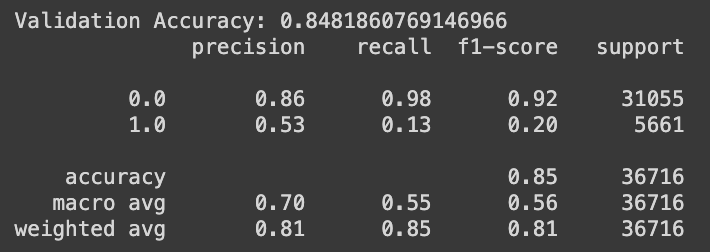 Validation Accuracy: 0.8481860769146966
precision recall f1-score support
0.0 0.86 0.98 0.92 31055
1.0 0.53 0.13 0.20 5661
accuracy 0.85 36716
macro avg 0.70 0.55 0.56 36716
weighted avg 0.81 0.85 0.81 36716